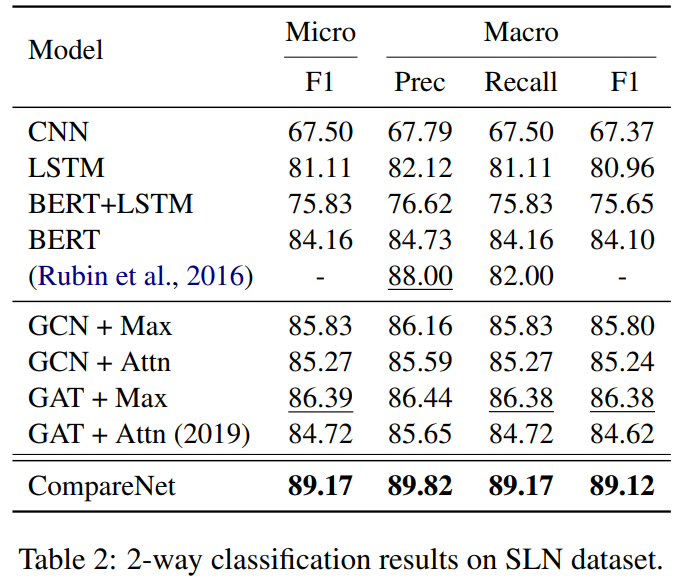 Model Micro Macro
F1 Prec Recall F1
CNN 67.50 67.79 67.50 67.37
LSTM 81.11 82.12 81.11 80.96
BERT+LSTM 75.83 76.62 75.83 75.65
BERT 84.16 84.73 84.16 84.10
(Rubin et al., 2016) - 88.00 82.00 -
GCN + Max 85.83 86.16 85.83 85.80
GCN + Attn 85.27 85.59 85.27 85.24
GAT + Max 86.39 86.44 86.38 86.38
GAT + Attn (2019) 84.72 85.65 84.72 84.62
CompareNet 89.17 89.82 89.17 89.12
Table 2: 2-way classification results on SLN dataset.